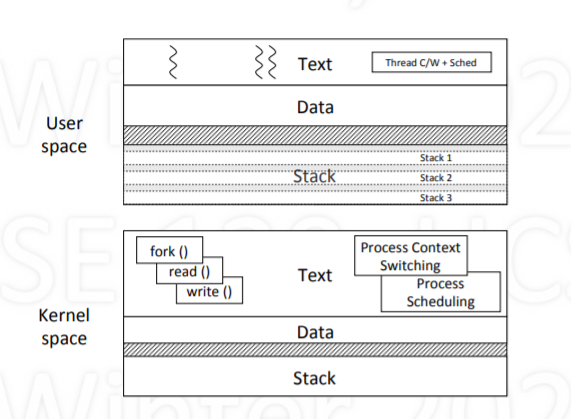 Text
Thread C/W + Sched
Data
User
space
Stack 1
Stack
Stack 2
Stack 3
fork ()
read ()
write ()
Text
Process Context
Switching
Process
Scheduling
Kernel
space
Data
Stack